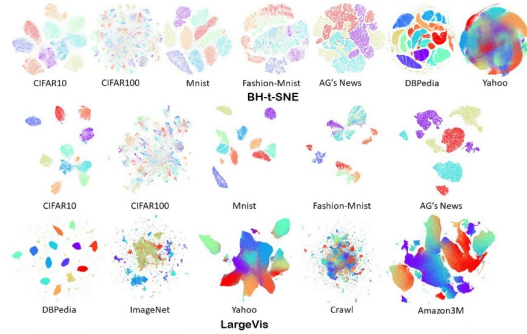 CIFAR10 CIFAR100 Mnist Fashion-Mnist AG's News DBPedia Yahoo
BH-t-SNE
CIFAR10 CIFAR100 Mnist Fashion-Mnist AG's News
DBPedia ImageNet Yahoo Crawl Amazon3M
LargeVis